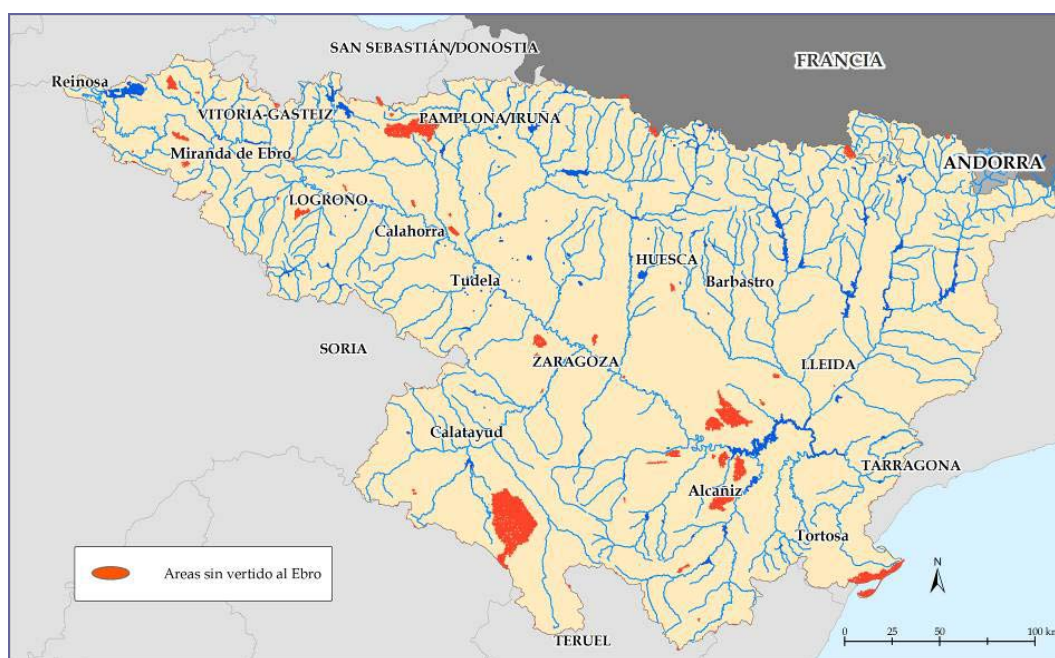 SAN SEBASTIÁN/DONOSTIA
FRANCIA
Reinosa
VITORIA-GASTEIZ
PAMPLONA/IRUÑA
Miranda de Ebro
ANDORRA
LOGROÑO
Calahorra
HUESCA
Tudela
Barbastro
SORIA
ZARAGOZA
LLEIDA
Calatayud
TARRAGONA
Alcañiz
Tortosa
Areas sin vertido al Ebro
N
0 25 50 100 km
TERUEL